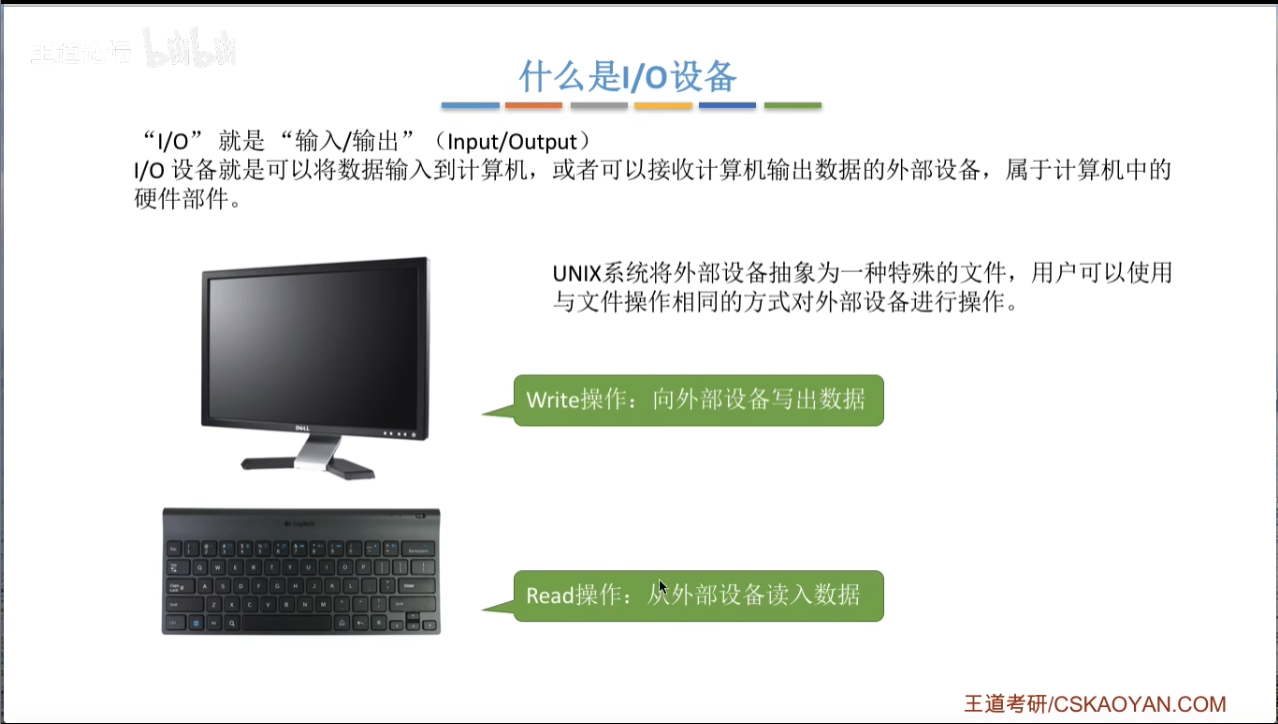 王道论坛 bilibili
什么是I/O设备
“I/O” 就是 “输入/输出”（Input/Output）
I/O 设备就是可以将数据输入到计算机，或者可以接收计算机输出数据的外部设备，属于计算机中的
硬件部件。
UNIX系统将外部设备抽象为一种特殊的文件，用户可以使用
与文件操作相同的方式对外部设备进行操作。
Write操作：向外部设备写出数据
DELL
Read操作：从外部设备读入数据
王道考研/CSKAOYAN.COM